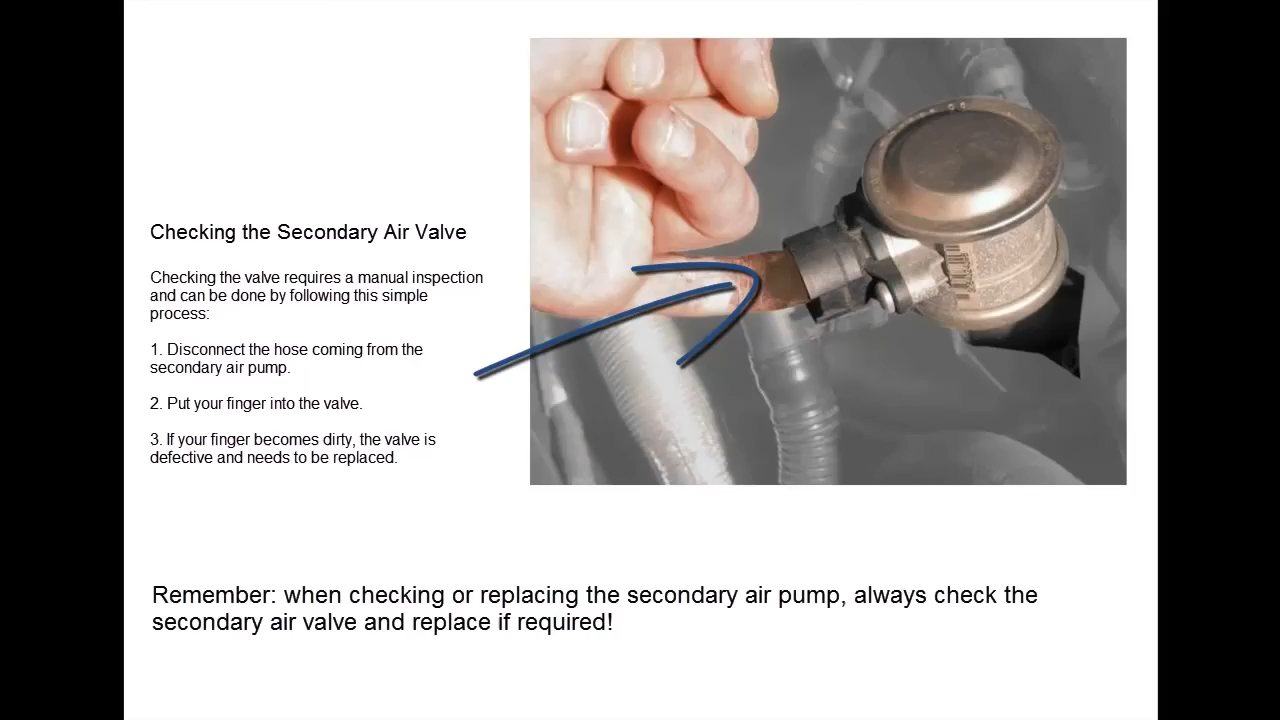 Checking the Secondary Air Valve
Checking the valve requires a manual inspection
and can be done by following this simple
process:
1. Disconnect the hose coming from the
secondary air pump.
2. Put your finger into the valve.
3. If your finger becomes dirty, the valve is
defective and needs to be replaced.
Remember: when checking or replacing the secondary air pump, always check the
secondary air valve and replace if required!